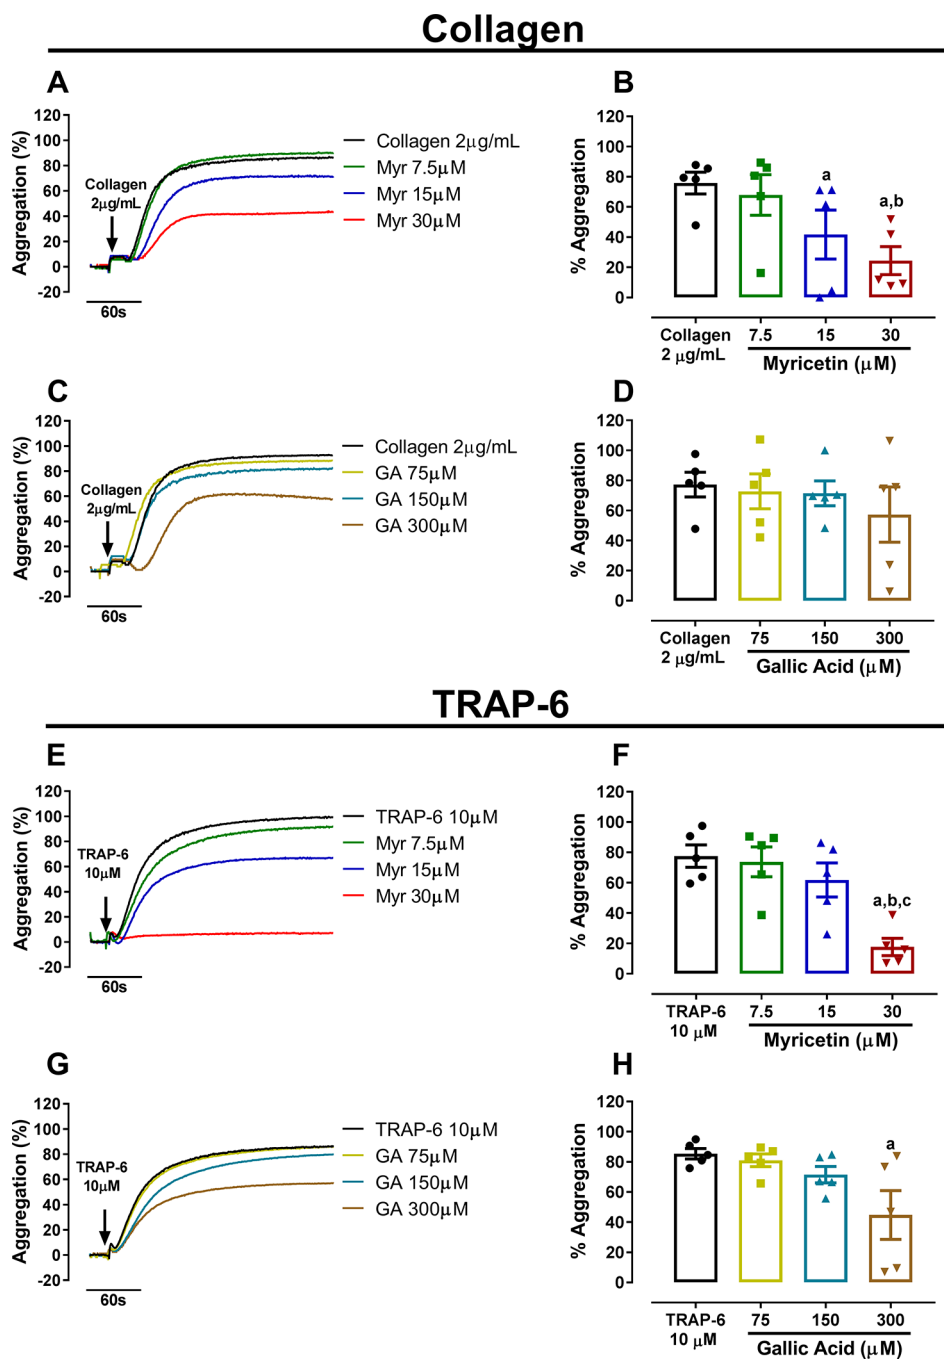 Collagen
A
Aggregation (%)
120
100
80
60
40
20
0
-20
Collagen
2μg/mL
60s
Collagen 2μg/mL
Myr 7.5μM
Myr 15μM
Myr 30μM
B
% Aggregation
120
100
80
60
40
20
0
a
a,b
Collagen
2 μg/mL
7.5
15
30
Myricetin (μM)
C
Aggregation (%)
120
100
80
60
40
20
0
-20
Collagen
2μg/mL
60s
Collagen 2μg/mL
GA 75μM
GA 150μM
GA 300μM
D
% Aggregation
120
100
80
60
40
20
0
Collagen
2 μg/mL
75
150
300
Gallic Acid (μM)
TRAP-6
E
Aggregation (%)
120
100
80
60
40
20
0
-20
TRAP-6
10μM
60s
TRAP-6 10μM
Myr 7.5μM
Myr 15μM
Myr 30μM
F
% Aggregation
120
100
80
60
40
20
0
a,b,c
TRAP-6
10 μM
7.5
15
30
Myricetin (μM)
G
Aggregation (%)
120
100
80
60
40
20
0
-20
TRAP-6
10μM
60s
TRAP-6 10μM
GA 75μM
GA 150μM
GA 300μM
H
% Aggregation
120
100
80
60
40
20
0
a
TRAP-6
10 μM
75
150
300
Gallic Acid (μM)